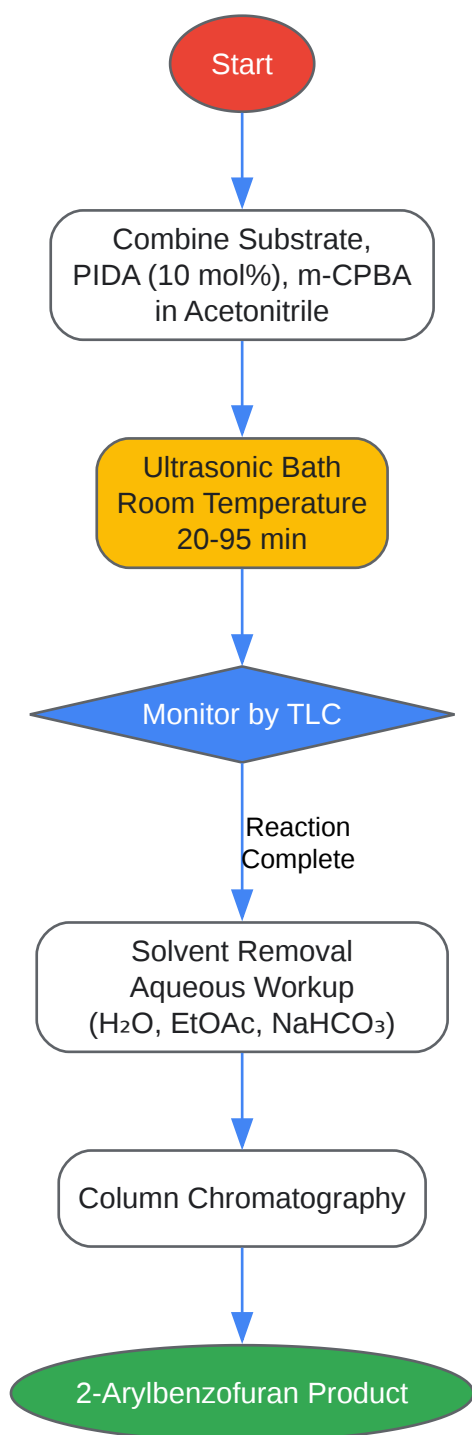 Start
Combine Substrate,
PIDA (10 mol%), m-CPBA
in Acetonitrile
Ultrasonic Bath
Room Temperature
20-95 min
Monitor by TLC
Reaction
Complete
Solvent Removal
Aqueous Workup
(H₂O, EtOAc, NaHCO₃)
Column Chromatography
2-Arylbenzofuran Product